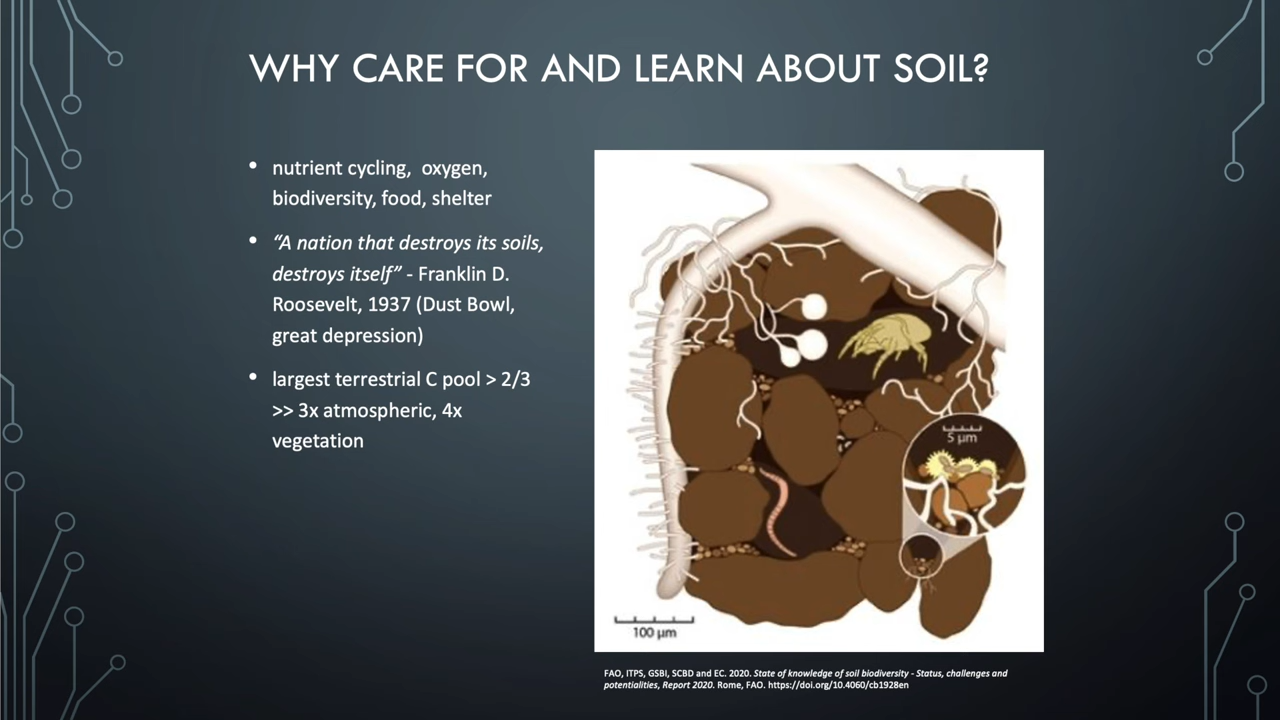 WHY CARE FOR AND LEARN ABOUT SOIL?
• nutrient cycling,  oxygen,
biodiversity, food, shelter
• “A nation that destroys its soils,
destroys itself” - Franklin D.
Roosevelt, 1937 (Dust Bowl,
great depression)
• largest terrestrial C pool > 2/3
>> 3x atmospheric, 4x
vegetation
5 µm
100 µm
FAO, ITPS, GSBI, SCBD and EC. 2020. State of knowledge of soil biodiversity - Status, challenges and
potentialities, Report 2020. Rome, FAO. https://doi.org/10.4060/cb1928en